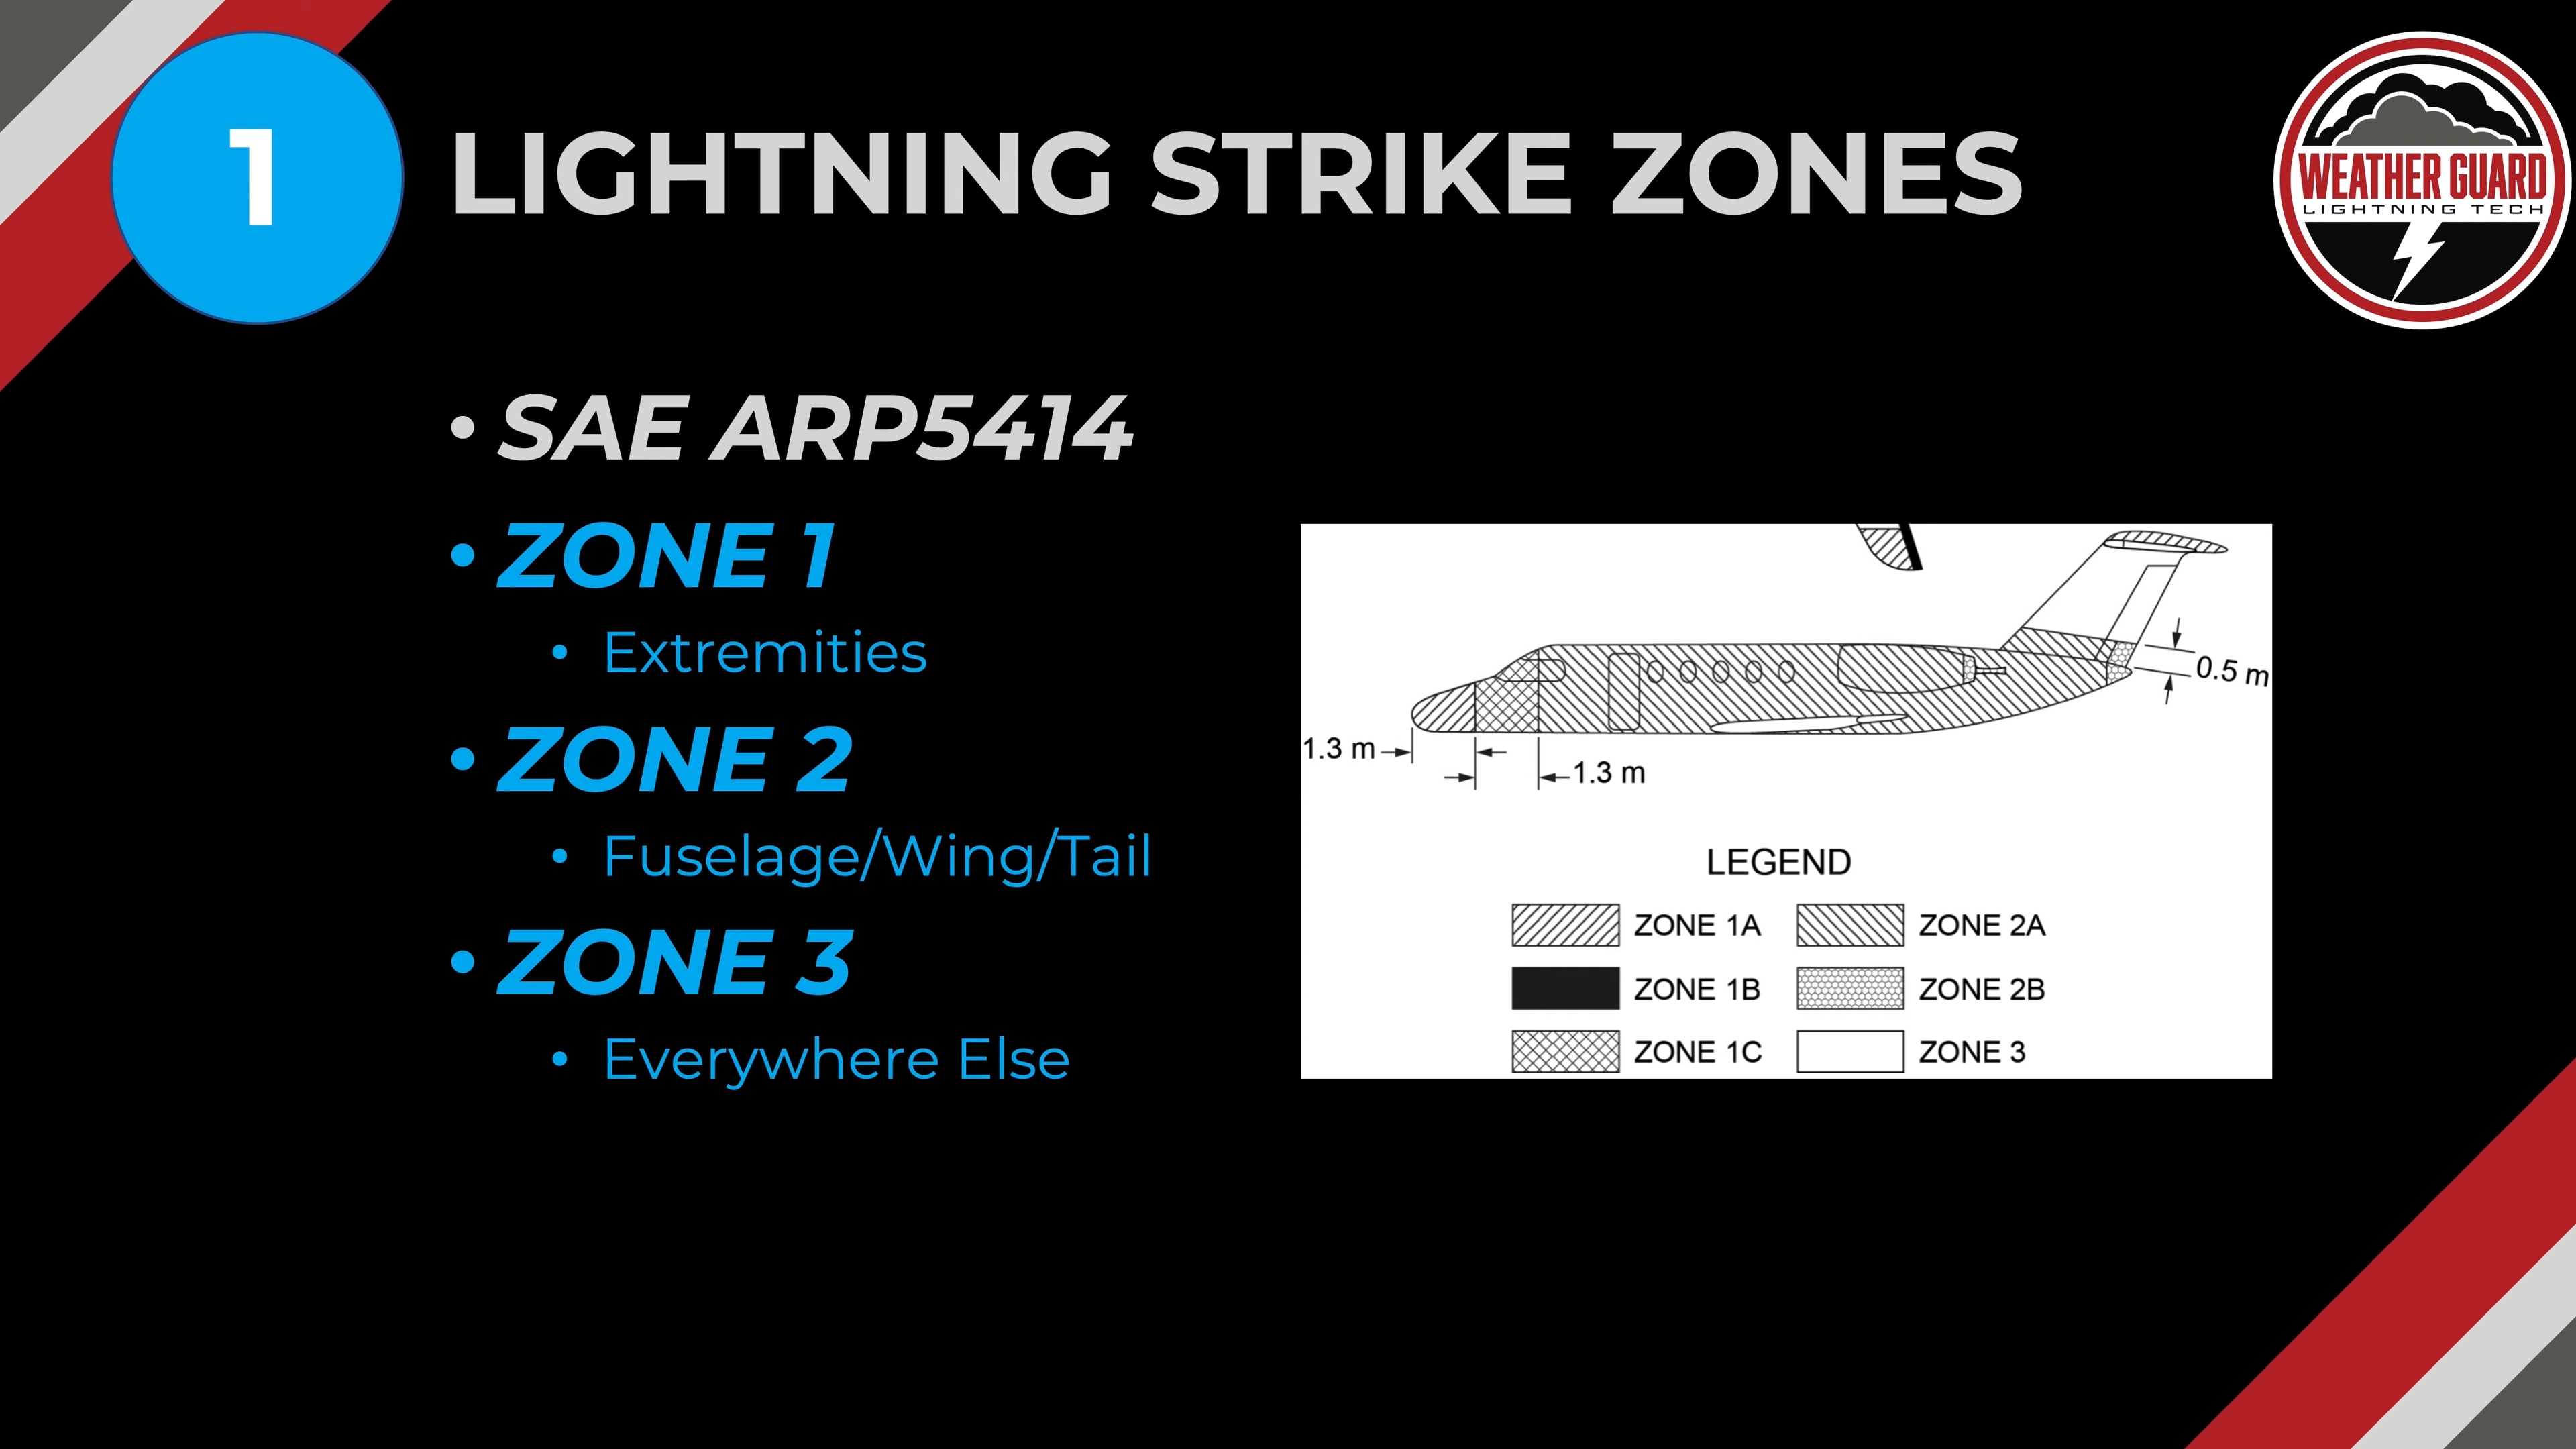 1
LIGHTNING STRIKE ZONES
WEATHER GUARD
LIGHTNING TECH
• SAE ARP5414
• ZONE 1
• Extremities
• ZONE 2
• Fuselage/Wing/Tail
• ZONE 3
• Everywhere Else
0.5 m
1.3 m
1.3 m
LEGEND
ZONE 1A
ZONE 2A
ZONE 1B
ZONE 2B
ZONE 1C
ZONE 3